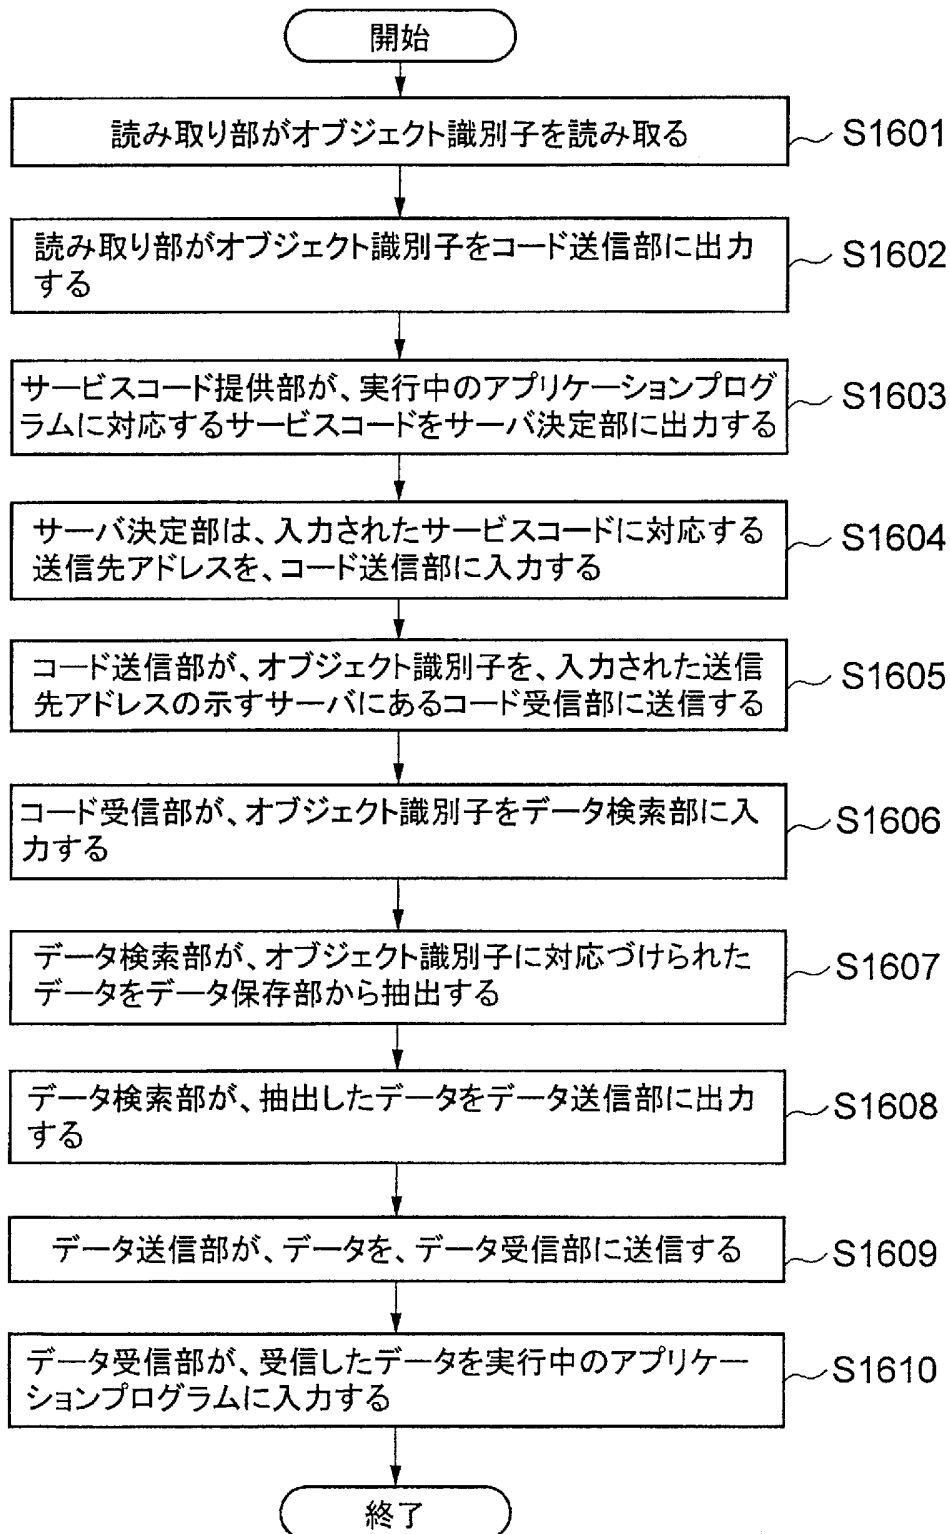 開始
読み取り部がオブジェクト識別子を読み取る
S1601
読み取り部がオブジェクト識別子をコード送信部に出力
する
S1602
サービスコード提供部が、実行中のアプリケーションプログ
ラムに対応するサービスコードをサーバ決定部に出力する
S1603
サーバ決定部は、入力されたサービスコードに対応する
送信先アドレスを、コード送信部に入力する
S1604
コード送信部が、オブジェクト識別子を、入力された送信
先アドレスの示すサーバにあるコード受信部に送信する
S1605
コード受信部が、オブジェクト識別子をデータ検索部に入
力する
S1606
データ検索部が、オブジェクト識別子に対応づけられた
データをデータ保存部から抽出する
S1607
データ検索部が、抽出したデータをデータ送信部に出力
する
S1608
データ送信部が、データを、データ受信部に送信する
S1609
データ受信部が、受信したデータを実行中のアプリケー
ションプログラムに入力する
S1610
終了